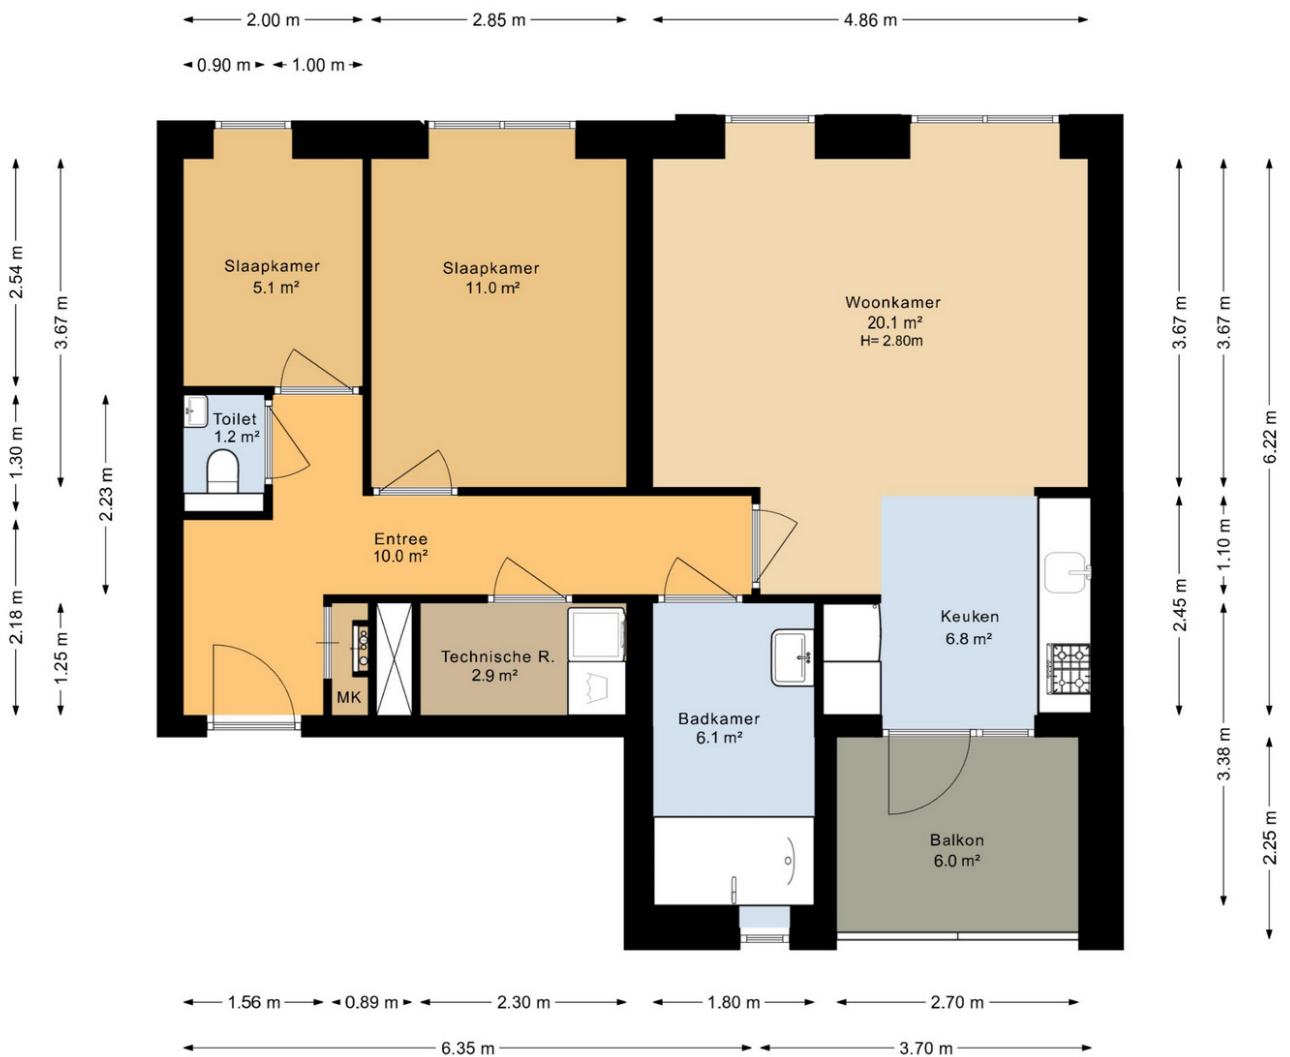 2.00 m
2.85 m
4.86 m
0.90 m
1.00 m
2.54 m
3.67 m
1.30 m
2.23 m
2.18 m
1.25 m
Slaapkamer
5.1 m²
Slaapkamer
11.0 m²
Woonkamer
20.1 m²
H= 2.80m
Toilet
1.2 m²
Entree
10.0 m²
Keuken
6.8 m²
Technische R.
2.9 m²
MK
Badkamer
6.1 m²
Balkon
6.0 m²
3.67 m
3.67 m
6.22 m
1.10 m
2.45 m
3.38 m
2.25 m
1.56 m
0.89 m
2.30 m
1.80 m
2.70 m
6.35 m
3.70 m